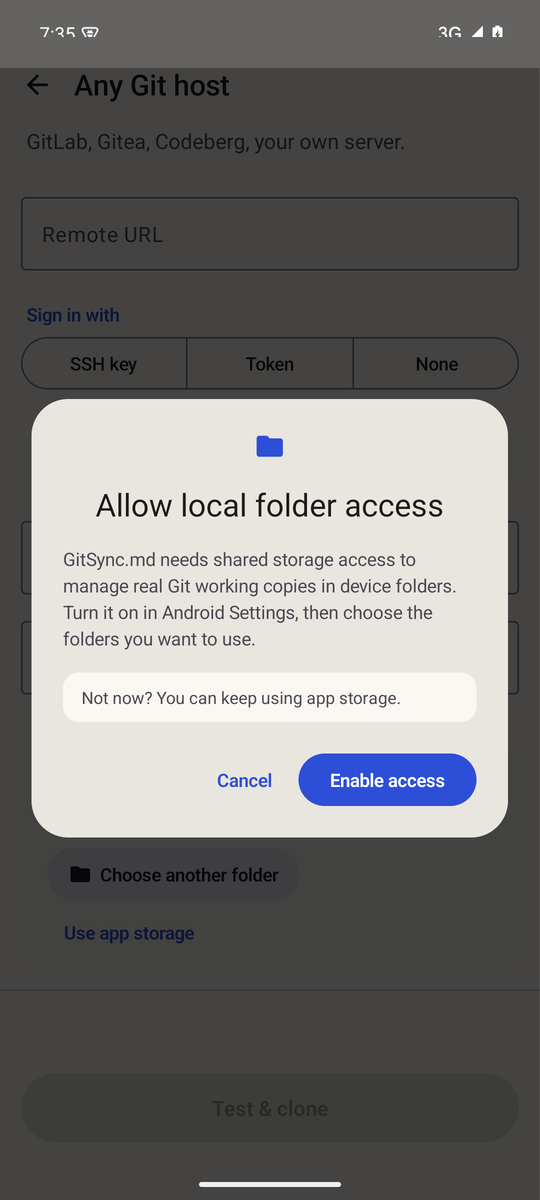 7:35
3G
Any Git host
GitLab, Gitea, Codeberg, your own server.
Remote URL
Sign in with
SSH key
Token
None
Allow local folder access
GitSync.md needs shared storage access to
manage real Git working copies in device folders.
Turn it on in Android Settings, then choose the
folders you want to use.
Not now? You can keep using app storage.
Cancel
Enable access
Choose another folder
Use app storage
Test & clone